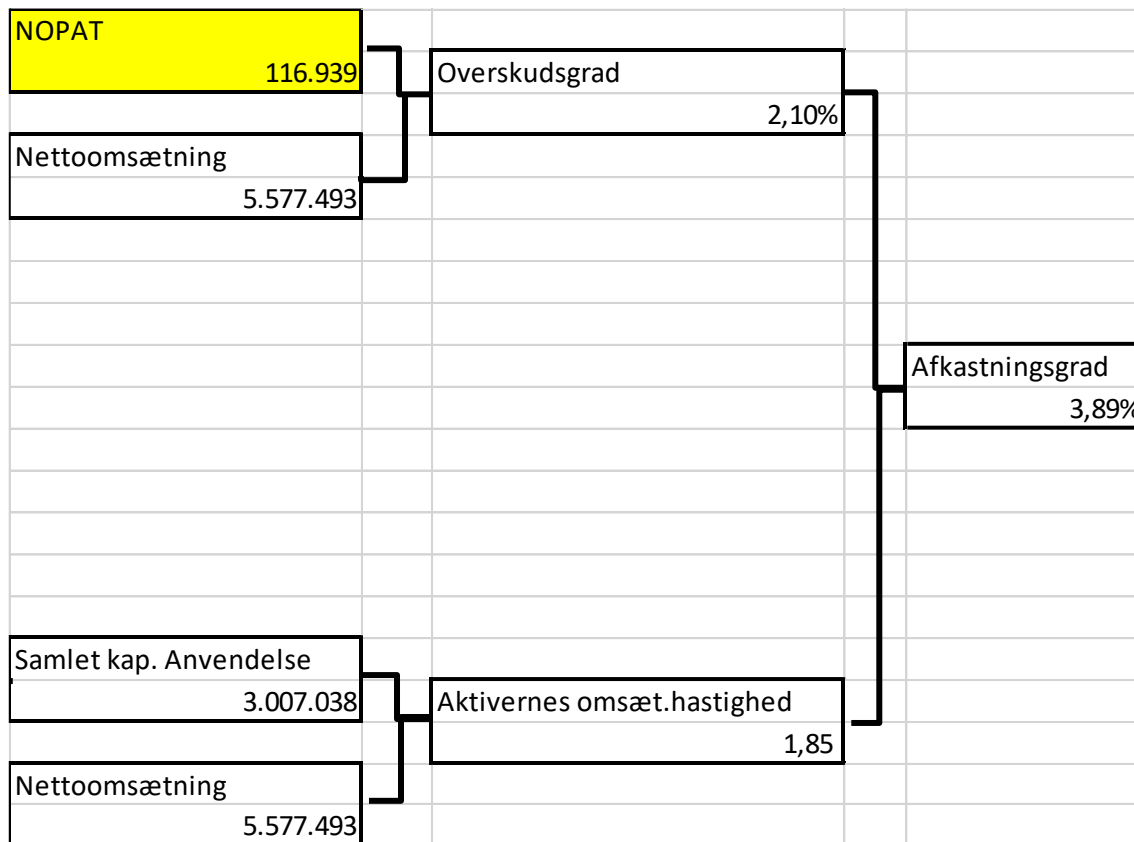 NOPAT
116.939
Overskudsgrad
2,10%
Nettoomsætning
5.577.493
Afkastningsgrad
3,89%
Samlet kap. Anvendelse
3.007.038
Aktivernes omsæt.hastighed
1,85
Nettoomsætning
5.577.493